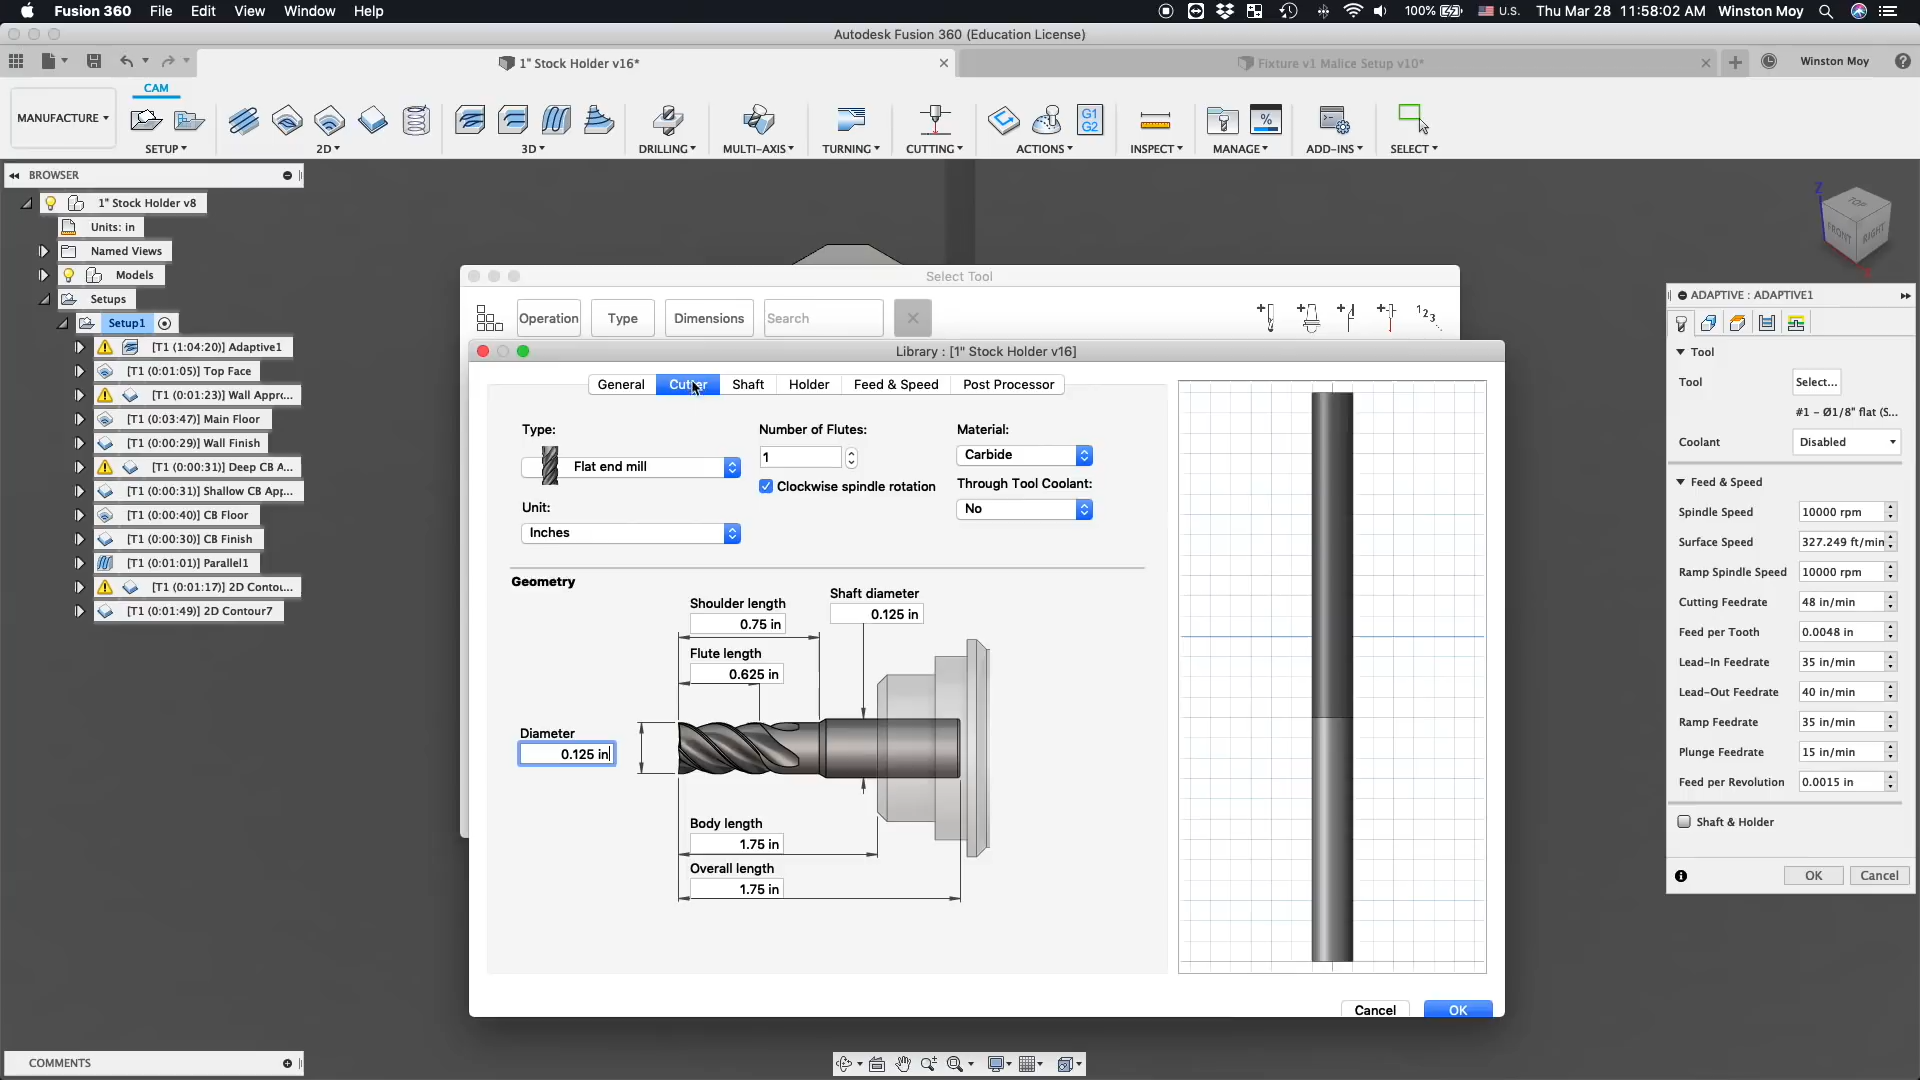 Fusion 360 File Edit View Window Help 100% U.S. Thu Mar 28 11:58:02 AM Winston Moy
Autodesk Fusion 360 (Education License)
1" Stock Holder v16* Fixture v1 Malice Setup v10* Winston Moy
CAM
MANUFACTURE
SETUP 2D 3D DRILLING MULTI-AXIS TURNING CUTTING ACTIONS INSPECT MANAGE ADD-INS SELECT
G1
G2
%
BROWSER
1" Stock Holder v8
Units: in
Named Views
Models
Setups
Setup1
[T1 (1:04:20)] Adaptive1
[T1 (0:01:05)] Top Face
[T1 (0:01:23)] Wall Appr...
[T1 (0:03:47)] Main Floor
[T1 (0:00:29)] Wall Finish
[T1 (0:00:31)] Deep CB A...
[T1 (0:00:31)] Shallow CB App...
[T1 (0:00:40)] CB Floor
[T1 (0:00:30)] CB Finish
[T1 (0:01:01)] Parallel1
[T1 (0:01:17)] 2D Contou...
[T1 (0:01:49)] 2D Contour7
COMMENTS
Select Tool
Operation Type Dimensions Search
123
Library : [1" Stock Holder v16]
General Cutter Shaft Holder Feed & Speed Post Processor
Type: Number of Flutes: Material:
Flat end mill 1 Carbide
Clockwise spindle rotation Through Tool Coolant:
Unit: No
Inches
Geometry
Shoulder length Shaft diameter
0.75 in 0.125 in
Flute length
0.625 in
Diameter
0.125 in
Body length
1.75 in
Overall length
1.75 in
Cancel OK
Z
TOP
FRONT RIGHT
ADAPTIVE : ADAPTIVE1
Tool
Tool Select...
#1 - Ø1/8" flat (S...
Coolant Disabled
Feed & Speed
Spindle Speed 10000 rpm
Surface Speed 327.249 ft/min
Ramp Spindle Speed 10000 rpm
Cutting Feedrate 48 in/min
Feed per Tooth 0.0048 in
Lead-In Feedrate 35 in/min
Lead-Out Feedrate 40 in/min
Ramp Feedrate 35 in/min
Plunge Feedrate 15 in/min
Feed per Revolution 0.0015 in
Shaft & Holder
OK Cancel